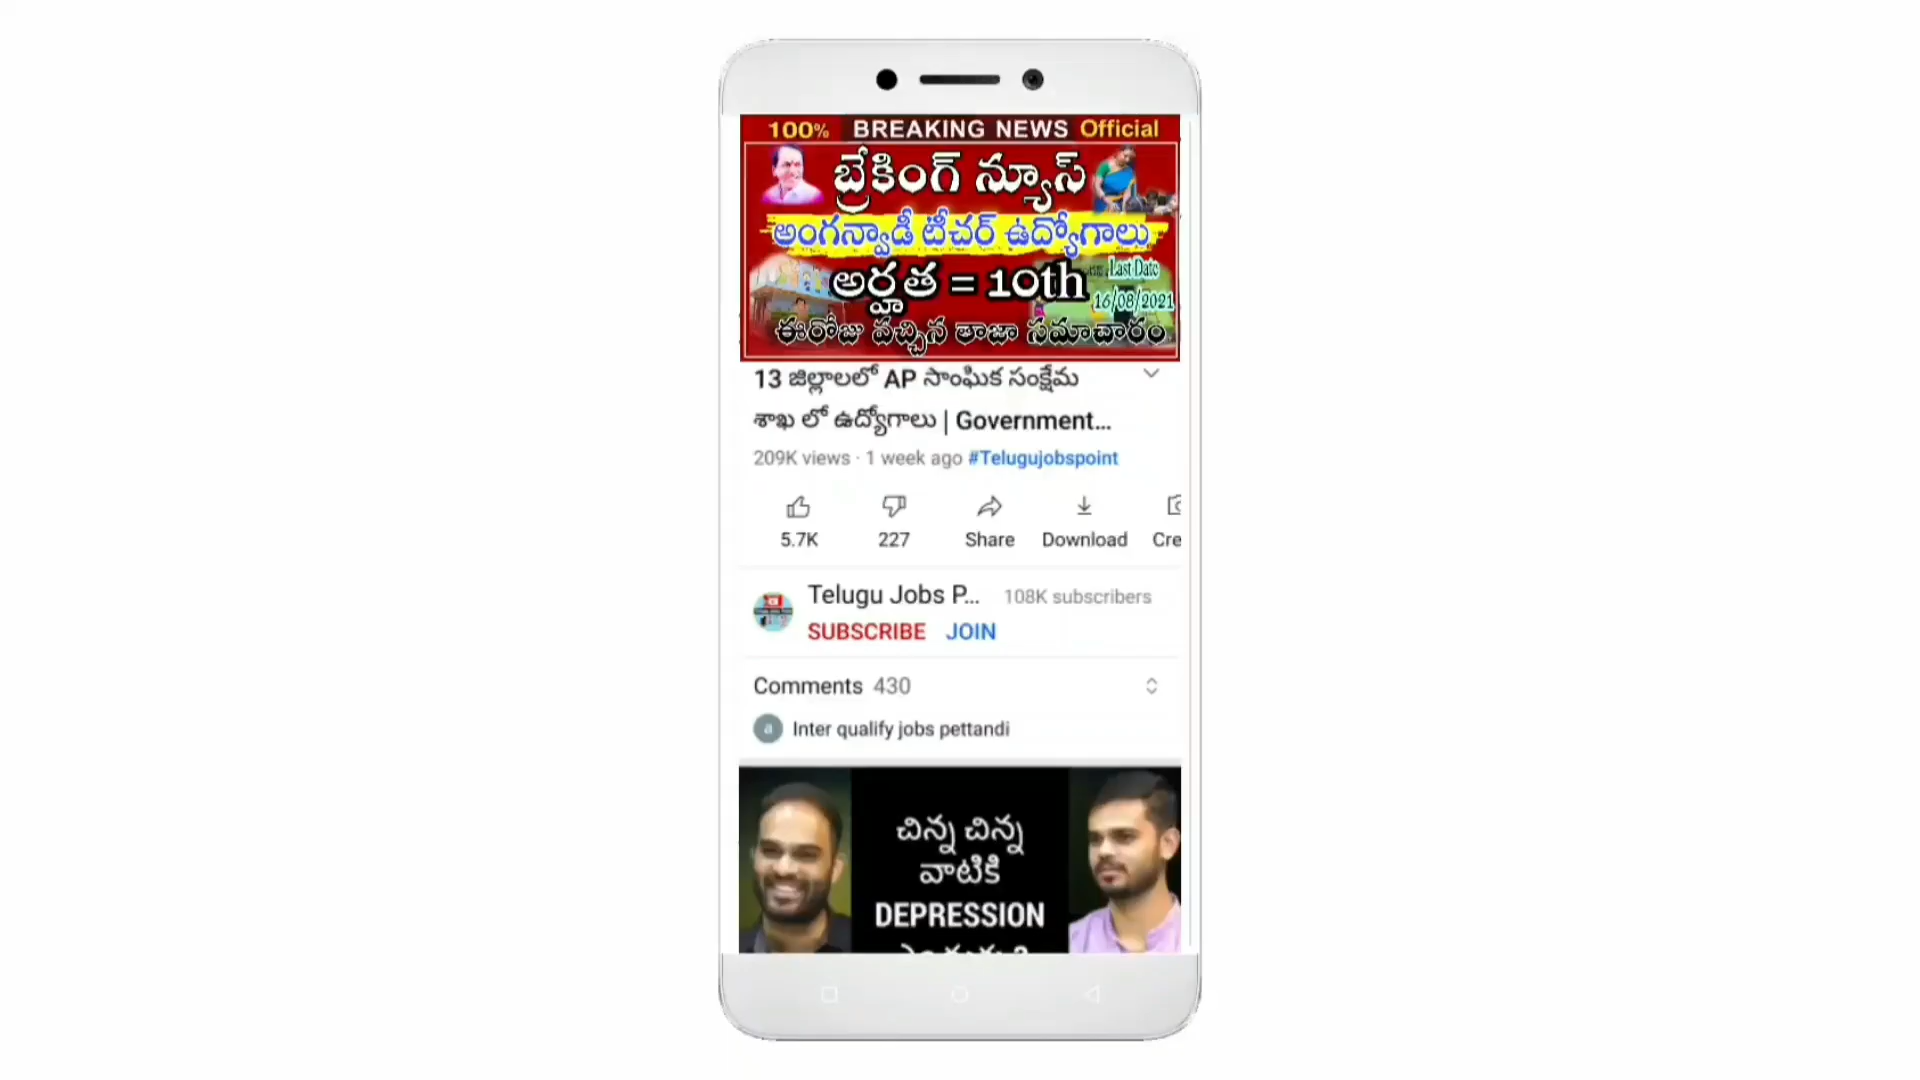 100% BREAKING NEWS Official
బ్రేకింగ్ న్యూస్
అంగన్వాడీ టీచర్ ఉద్యోగాలు
అర్హత = 10th
Last Date
16/08/2021
ఈరోజు వచ్చిన తాజా సమాచారం
13 జిల్లాలలో AP సాంఘిక సంక్షేమ
శాఖ లో ఉద్యోగాలు | Government...
209K views · 1 week ago #Telugujobspoint
5.7K 227 Share Download Cre
Telugu Jobs P... 108K subscribers
SUBSCRIBE JOIN
Comments 430
a Inter qualify jobs pettandi
చిన్న చిన్న
వాటికి
DEPRESSION